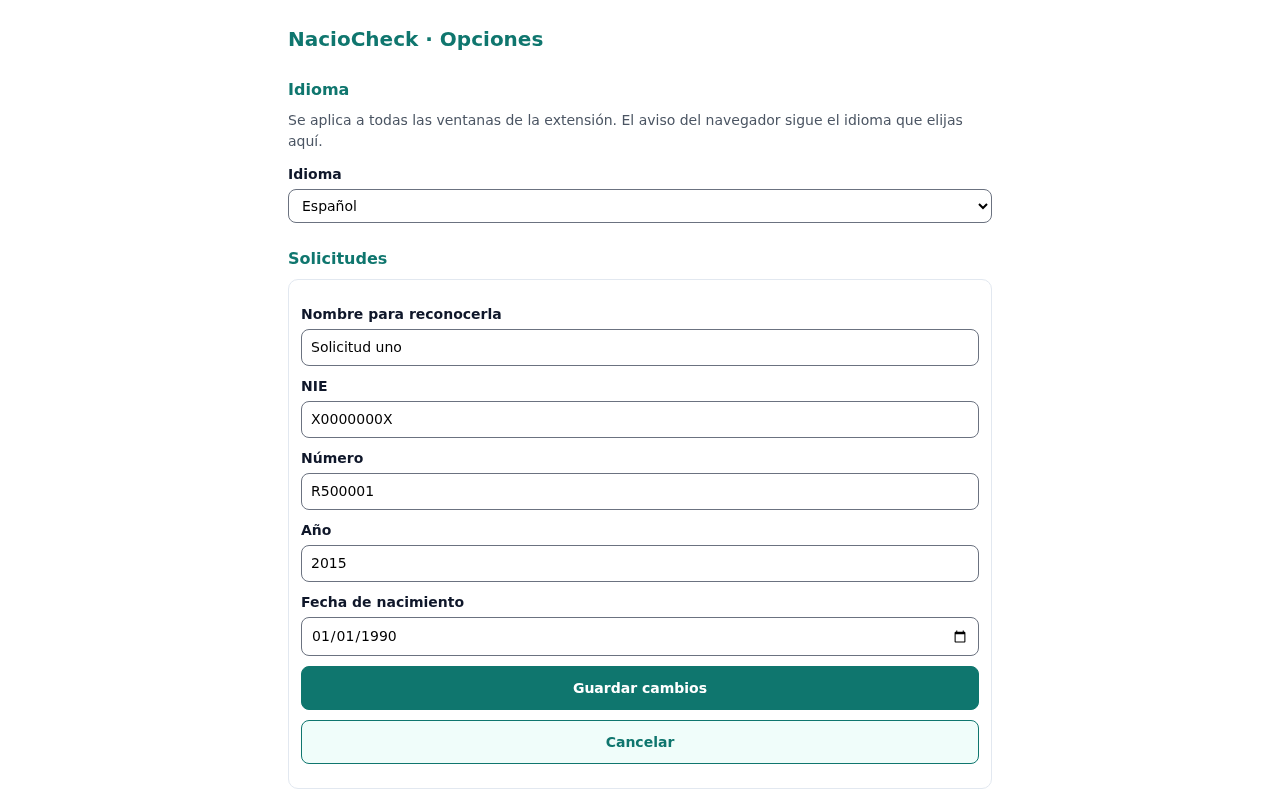 NacioCheck · Opciones
Idioma
Se aplica a todas las ventanas de la extensión. El aviso del navegador sigue el idioma que elijas
aquí.
Idioma
Español
Solicitudes
Nombre para reconocerla
Solicitud uno
NIE
X0000000X
Número
R500001
Año
2015
Fecha de nacimiento
01/01/1990
Guardar cambios
Cancelar